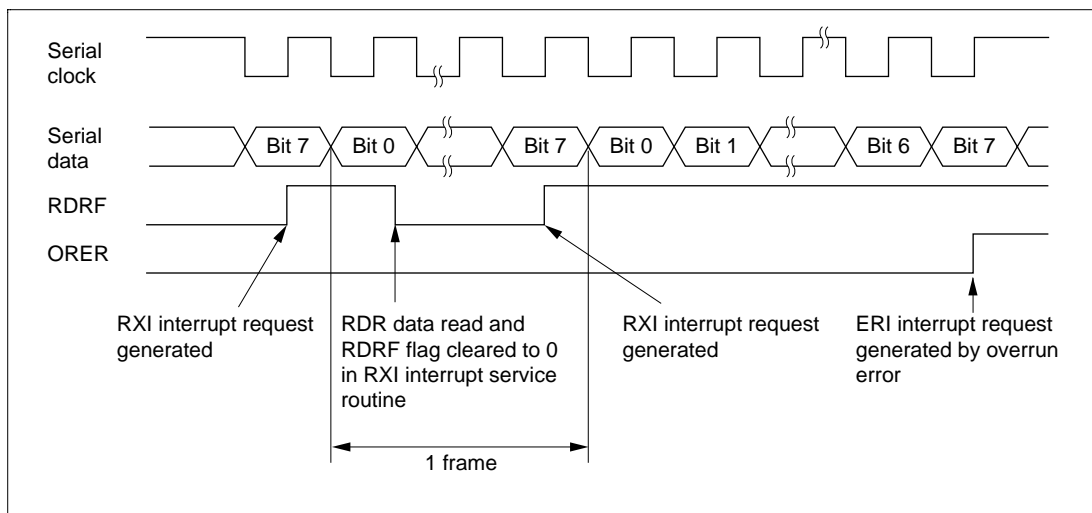 Serial
clock
Serial
data
Bit 7
Bit 0
Bit 7
Bit 0
Bit 1
Bit 6
Bit 7
RDRF
ORER
RXI interrupt request
generated
RDR data read and
RDRF flag cleared to 0
in RXI interrupt service
routine
RXI interrupt request
generated
ERI interrupt request
generated by overrun
error
1 frame